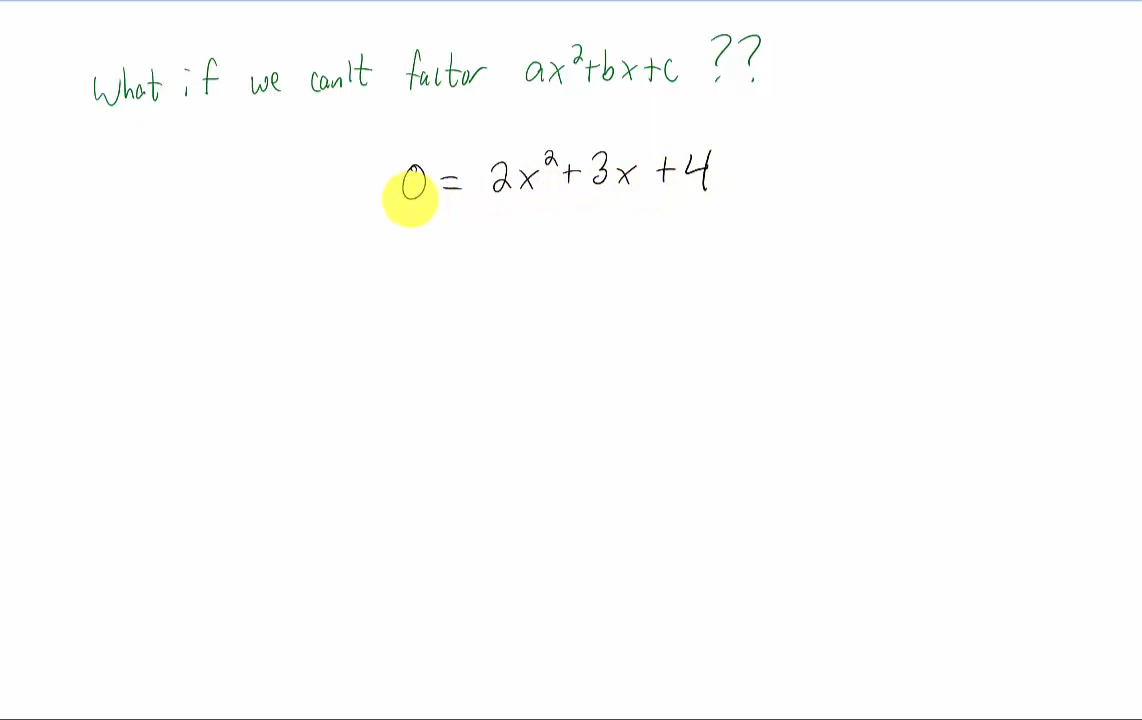 What if we can't factor ax²+bx+c ??
0 = 2x²+3x+4